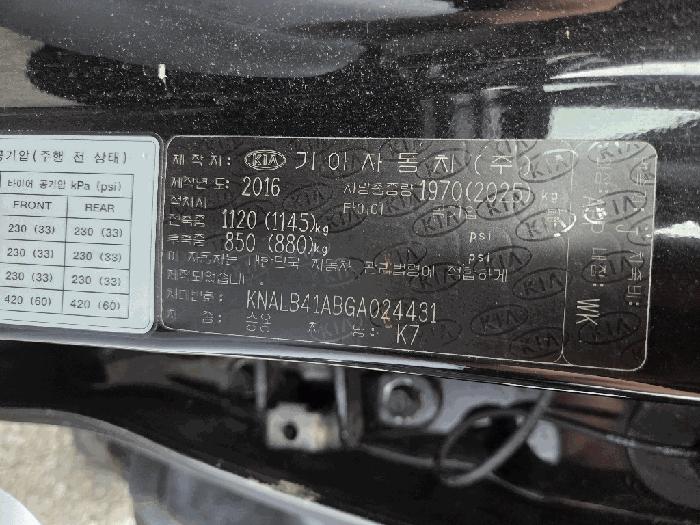 공기압(주행 전 상태)
타이어 공기압 kPa (psi)
FRONT REAR
230 (33) 230 (33)
230 (33) 230 (33)
230 (33) 230 (33)
420 (60) 420 (60)
제 작 자: KIA 기아자동차(주)
제작년도: 2016 차량총중량 1970(2025) kg
적차시
전축중 1120 (1145)kg psi
후축중 850 (880)kg psi
이 자동차는 대한민국 자동차 관리법령에 적합하게
제작되었습니다.
차대번호: KNALB41ABGA024431
차 종: 승용 차 명: K7
WK